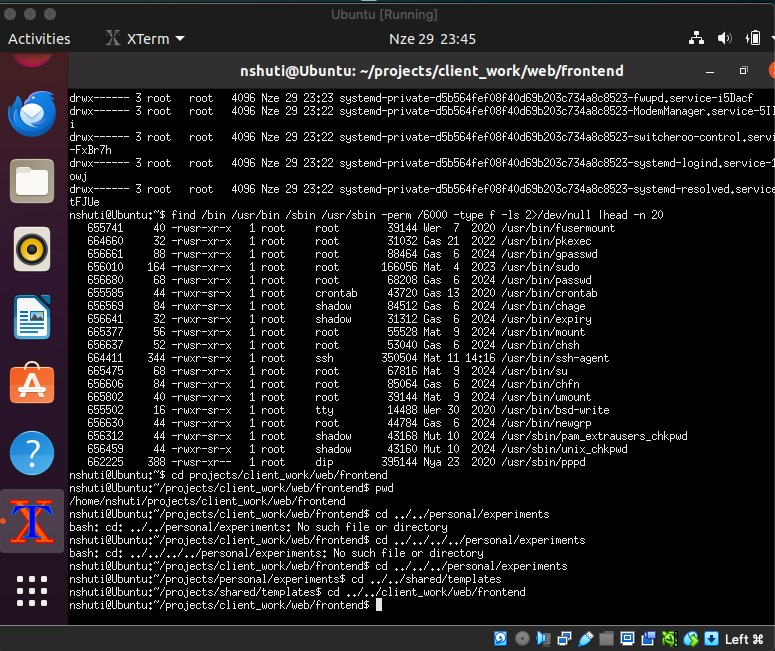 Ubuntu [Running]
Activities XTerm Nze 29 23:45
nshuti@Ubuntu: ~/projects/client_work/web/frontend
drwx------ 3 root root 4096 Nze 29 23:23 systemd-private-d5b564fef08f40d69b203c734a8c8523-fwupd.service-i5Dacf
drwx------ 3 root root 4096 Nze 29 23:22 systemd-private-d5b564fef08f40d69b203c734a8c8523-ModemManager.service-5Il
i
drwx------ 3 root root 4096 Nze 29 23:22 systemd-private-d5b564fef08f40d69b203c734a8c8523-switcheroo-control.servi
-FxBr7h
drwx------ 3 root root 4096 Nze 29 23:22 systemd-private-d5b564fef08f40d69b203c734a8c8523-systemd-logind.service-1
owj
drwx------ 3 root root 4096 Nze 29 23:22 systemd-private-d5b564fef08f40d69b203c734a8c8523-systemd-resolved.service
tFJUe
nshuti@Ubuntu:~$ find /bin /usr/bin /sbin /usr/sbin -perm /6000 -type f -ls 2>/dev/null |head -n 20
655741 40 -rwsr-xr-x 1 root root 39144 Wer 7 2020 /usr/bin/fusermount
664660 32 -rwsr-xr-x 1 root root 31032 Gas 21 2022 /usr/bin/pkexec
656661 88 -rwsr-xr-x 1 root root 88464 Gas 6 2024 /usr/bin/gpasswd
656010 164 -rwsr-xr-x 1 root root 166056 Mat 4 2023 /usr/bin/sudo
656680 68 -rwsr-xr-x 1 root root 68208 Gas 6 2024 /usr/bin/passwd
655585 44 -rwxr-sr-x 1 root crontab 43720 Gas 13 2020 /usr/bin/crontab
656569 84 -rwxr-sr-x 1 root shadow 84512 Gas 6 2024 /usr/bin/chage
656641 32 -rwxr-sr-x 1 root shadow 31312 Gas 6 2024 /usr/bin/expiry
665377 56 -rwsr-xr-x 1 root root 55528 Mat 9 2024 /usr/bin/mount
656637 52 -rwsr-xr-x 1 root root 53040 Gas 6 2024 /usr/bin/chsh
664411 344 -rwxr-sr-x 1 root ssh 350504 Mat 11 14:16 /usr/bin/ssh-agent
665475 68 -rwsr-xr-x 1 root root 67816 Mat 9 2024 /usr/bin/su
656606 84 -rwsr-xr-x 1 root root 85064 Gas 6 2024 /usr/bin/chfn
665802 40 -rwsr-xr-x 1 root root 39144 Mat 9 2024 /usr/bin/umount
655502 16 -rwxr-sr-x 1 root tty 14488 Wer 30 2020 /usr/bin/bsd-write
656630 44 -rwsr-xr-x 1 root root 44784 Gas 6 2024 /usr/bin/newgrp
656312 44 -rwxr-sr-x 1 root shadow 43168 Mut 10 2024 /usr/sbin/pam_extrausers_chkpwd
656459 44 -rwxr-sr-x 1 root shadow 43160 Mut 10 2024 /usr/sbin/unix_chkpwd
662225 388 -rwsr-xr-- 1 root dip 395144 Nya 23 2020 /usr/sbin/pppd
nshuti@Ubuntu:~$ cd projects/client_work/web/frontend
nshuti@Ubuntu:~/projects/client_work/web/frontend$ pwd
/home/nshuti/projects/client_work/web/frontend
nshuti@Ubuntu:~/projects/client_work/web/frontend$ cd ../../personal/experiments
bash: cd: ../../personal/experiments: No such file or directory
nshuti@Ubuntu:~/projects/client_work/web/frontend$ cd ../../../../personal/experiments
bash: cd: ../../../../personal/experiments: No such file or directory
nshuti@Ubuntu:~/projects/client_work/web/frontend$ cd ../../../personal/experiments
nshuti@Ubuntu:~/projects/personal/experiments$ cd ../../shared/templates
nshuti@Ubuntu:~/projects/shared/templates$ cd ../../client_work/web/frontend
nshuti@Ubuntu:~/projects/client_work/web/frontend$
Left ⌘